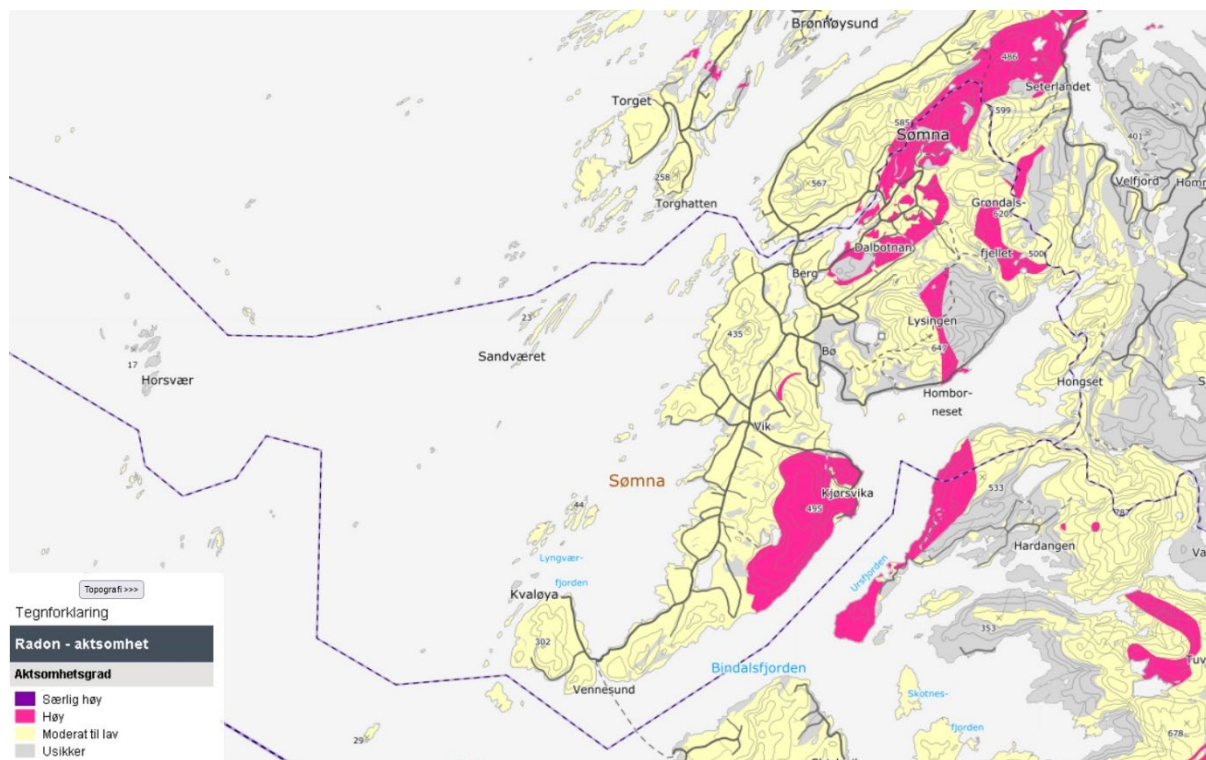 Brønnøysund
486
Seterlandet
Torget
585
Sømna
599
401
258
567
Velfjord
Torghatten
Grøndals-
620
Dalbotnan
fjellet
500
Berg
23
Lysingen
435
Sandværet
Bø
647
17
Horsvær
Hongset
Hombor-
neset
Vik
Sømna
Kjørsvika
533
44
495
287
Hardangen
Lyngvær-
fjorden
Ursfjorden
Kvaløya
353
302
Bindalsfjorden
Vennesund
Skotnes-
fjorden
29
678
Topografi >>>
Tegnforklaring
Radon - aktsomhet
Aktsomhetsgrad
Særlig høy
Høy
Moderat til lav
Usikker